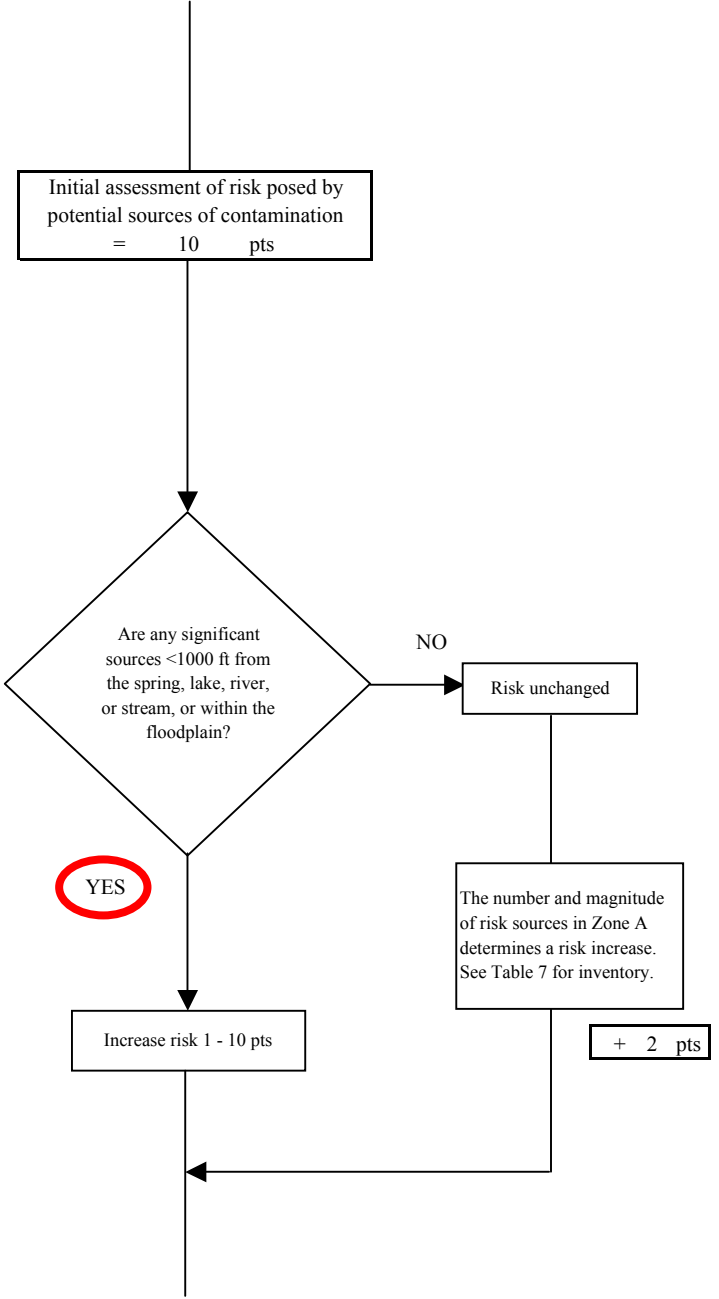 Initial assessment of risk posed by
potential sources of contamination
= 10 pts
Are any significant
sources <1000 ft from
the spring, lake, river,
or stream, or within the
floodplain?
NO
Risk unchanged
YES
The number and magnitude
of risk sources in Zone A
determines a risk increase.
See Table 7 for inventory.
Increase risk 1 - 10 pts
+ 2 pts